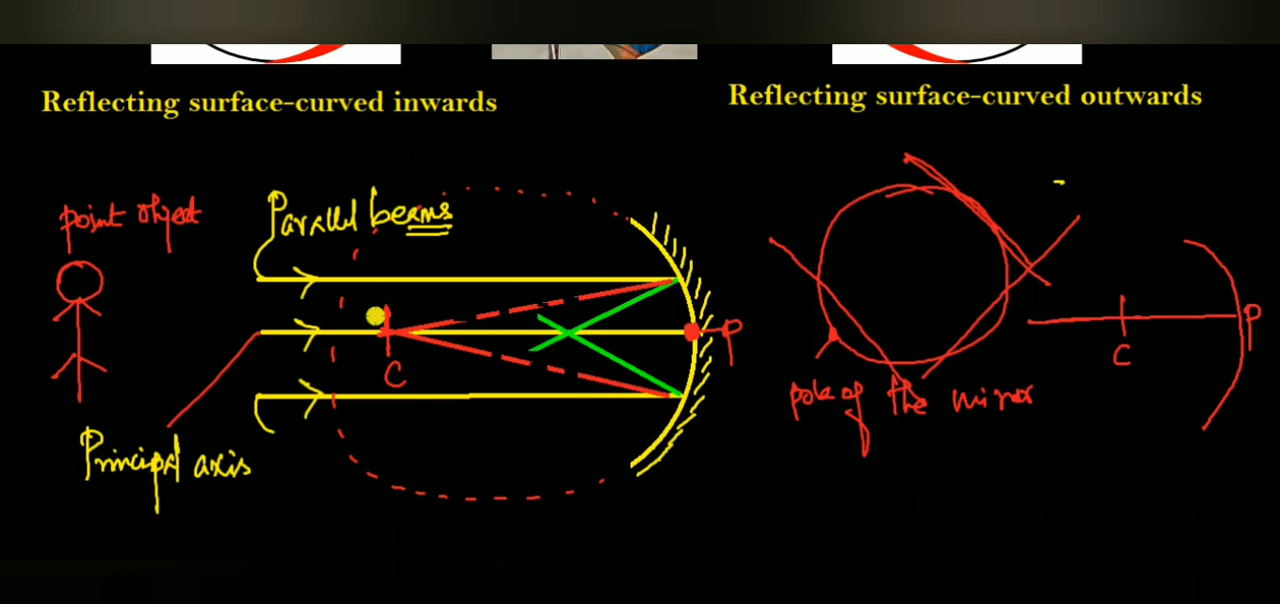 Reflecting surface-curved inwards
Reflecting surface-curved outwards
point object
Parallel beams
C
P
Principal axis
pole of the mirror
C
P